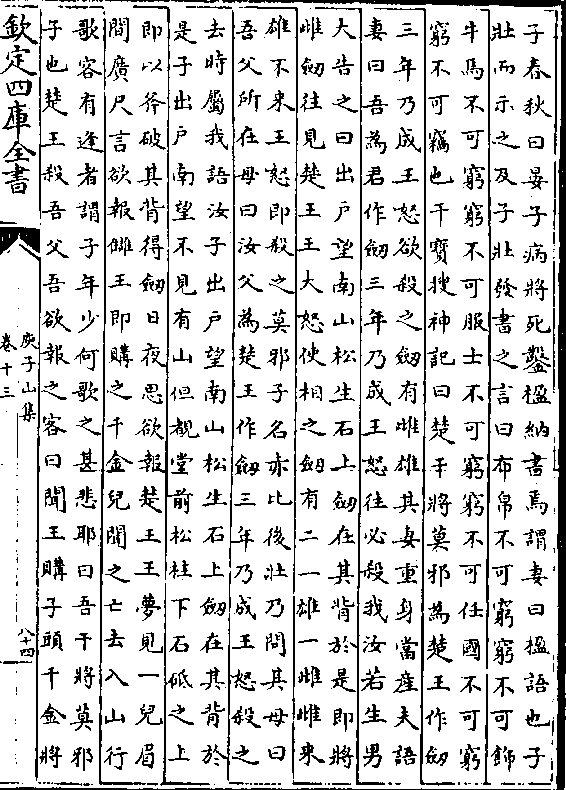 子春秋曰晏子病將死鑿楹納書焉謂妻曰楹語也子
壯而示之及子壯發書之言曰布帛不可窮窮不可飾
牛馬不可窮窮不可服士不可窮窮不可任國不可窮
窮不可竊也干寶搜神記曰楚干將莫邪為楚王作劒
三年乃成王怒欲殺之劒有雌雄其妻重身當産夫語
妻曰吾為君作劒三年乃成王怒往必殺我汝若生男
大告之曰出戸望南山松生石上劒在其背於是即將
雌劒往見楚王王大怒使相之劒有二一雄一雌雌來
雄不來王怒即殺之莫邪子名赤比後壯乃問其母曰
吾父所在母曰汝父為楚王作劒三年乃成王怒殺之
去時屬我語汝子出戸望南山松生石上劒在其背於
是子出戸南望不見有山但覩堂前松柱下石砥之上
即以斧破其背得劒日夜思欲報楚王王夢見一兒眉
間廣尺言欲報讎王即購之千金兒聞之亡去入山行
歌客有逢者謂子年少何歌之甚悲耶曰吾干將莫邪
子也楚王殺吾父吾欲報之客曰聞王購子頭千金將
欽定四庫全書
庾子山集
卷十三
八十四